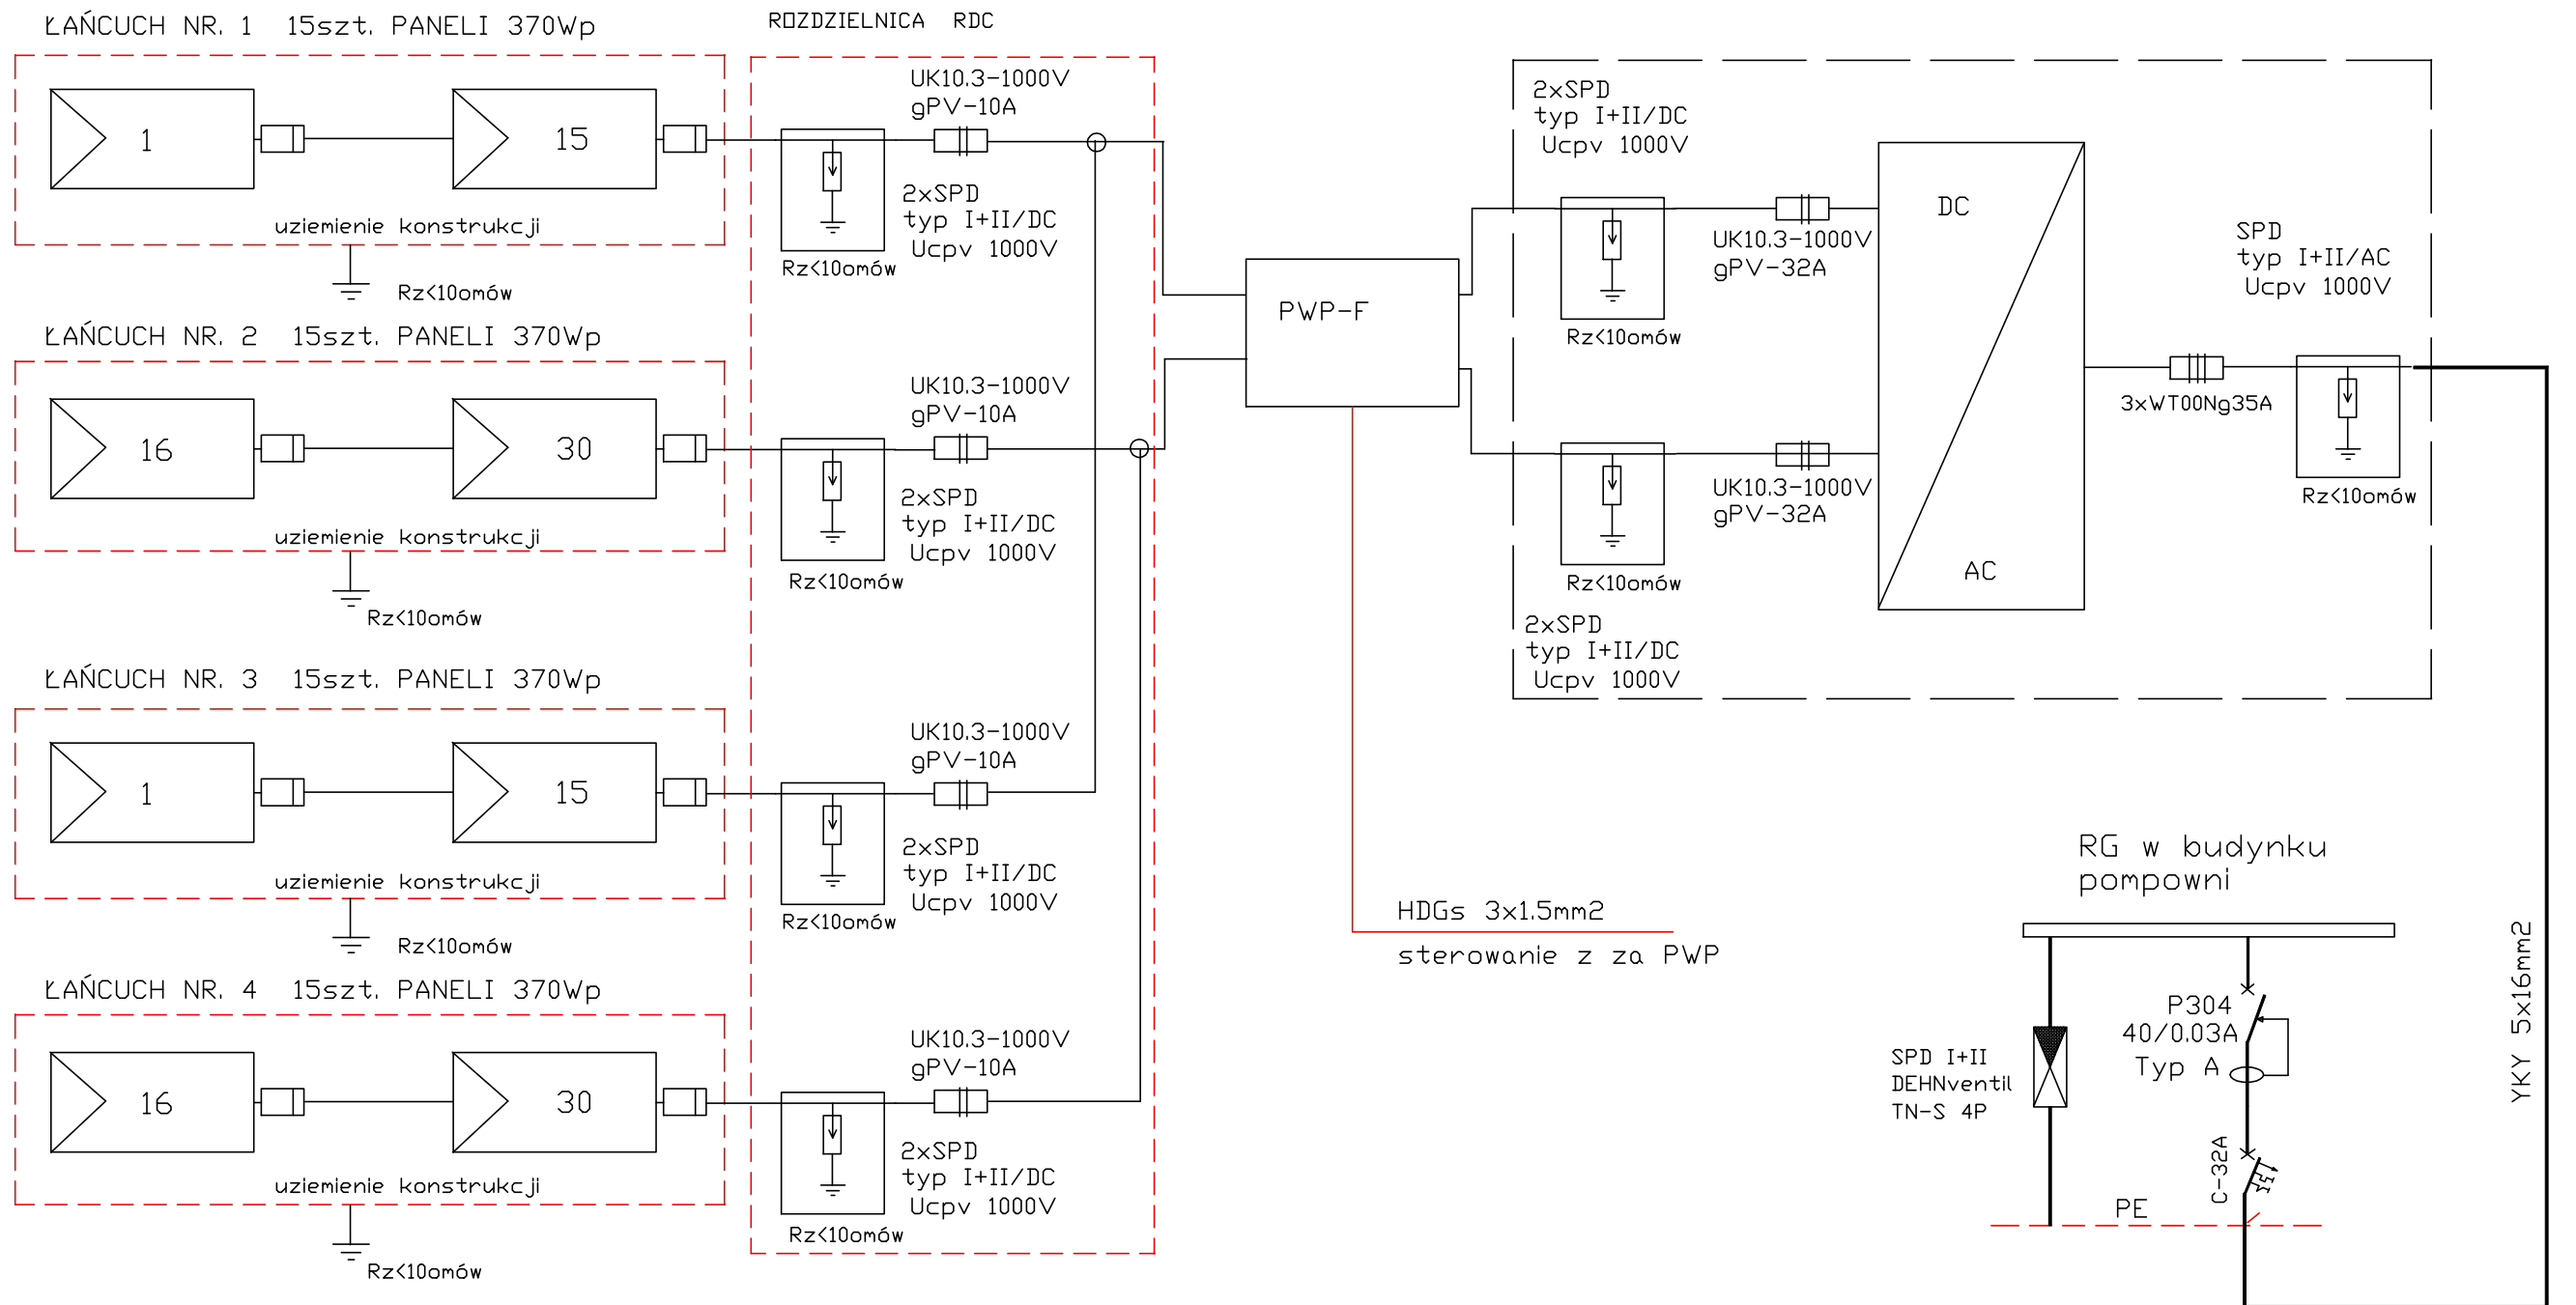 ŁAŃCUCH NR. 1 15szt. PANELI 370Wp
1
15
uziemienie konstrukcji
Rz<10omów
ŁAŃCUCH NR. 2 15szt. PANELI 370Wp
16
30
uziemienie konstrukcji
Rz<10omów
ŁAŃCUCH NR. 3 15szt. PANELI 370Wp
1
15
uziemienie konstrukcji
Rz<10omów
ŁAŃCUCH NR. 4 15szt. PANELI 370Wp
16
30
uziemienie konstrukcji
Rz<10omów
ROZDZIELNICA RDC
UK10.3-1000V
gPV-10A
2xSPD
typ I+II/DC
Ucpv 1000V
Rz<10omów
UK10.3-1000V
gPV-10A
2xSPD
typ I+II/DC
Ucpv 1000V
Rz<10omów
UK10.3-1000V
gPV-10A
2xSPD
typ I+II/DC
Ucpv 1000V
Rz<10omów
UK10.3-1000V
gPV-10A
2xSPD
typ I+II/DC
Ucpv 1000V
Rz<10omów
PWP-F
HDGs 3x1.5mm2
sterowanie z za PWP
2xSPD
typ I+II/DC
Ucpv 1000V
UK10.3-1000V
gPV-32A
Rz<10omów
UK10.3-1000V
gPV-32A
Rz<10omów
2xSPD
typ I+II/DC
Ucpv 1000V
DC
AC
SPD
typ I+II/AC
Ucpv 1000V
3xWT00Ng35A
Rz<10omów
RG w budynku
pompowni
P304
40/0.03A
Typ A
SPD I+II
DEHNventil
TN-S 4P
C-32A
PE
YKY 5x16mm2